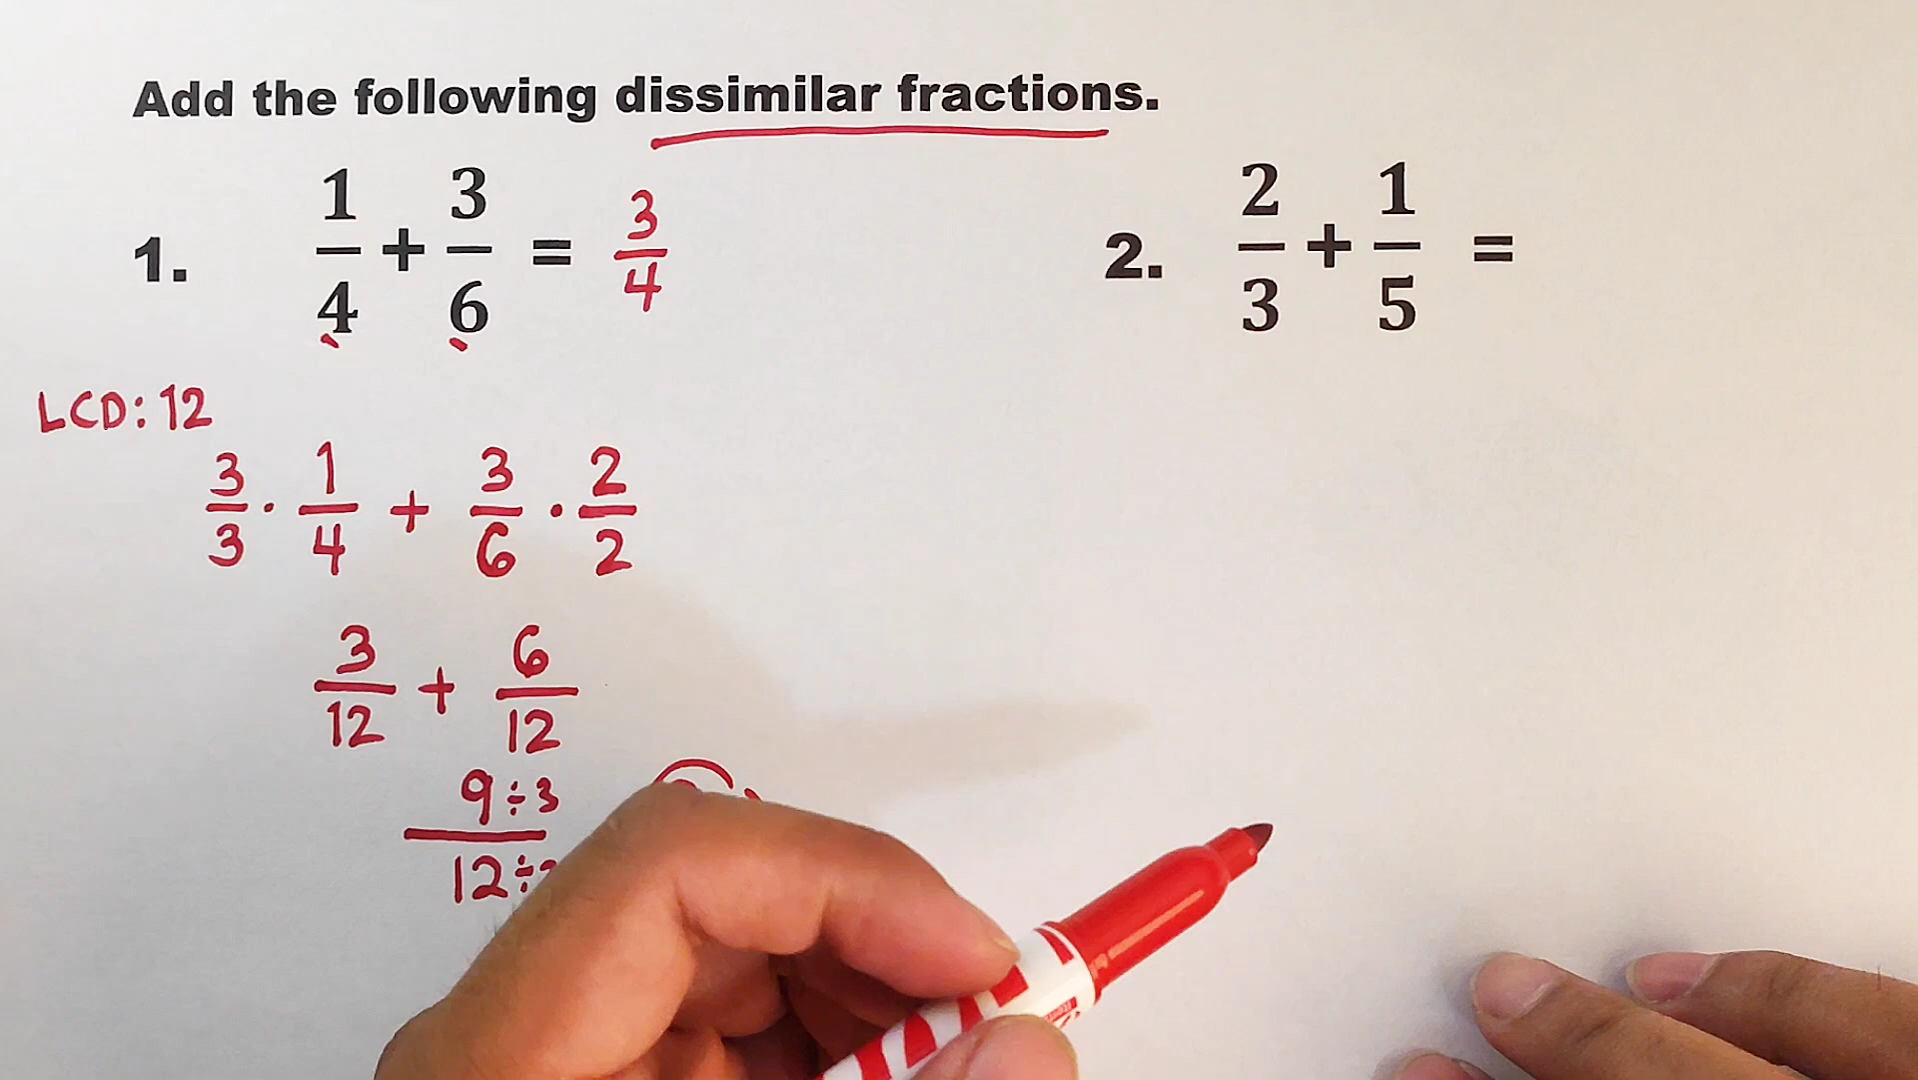 Add the following dissimilar fractions.
1. 1/4 + 3/6 = 3/4
2. 2/3 + 1/5 =
LCD: 12
3/3 · 1/4 + 3/6 · 2/2
3/12 + 6/12
9÷3
12÷